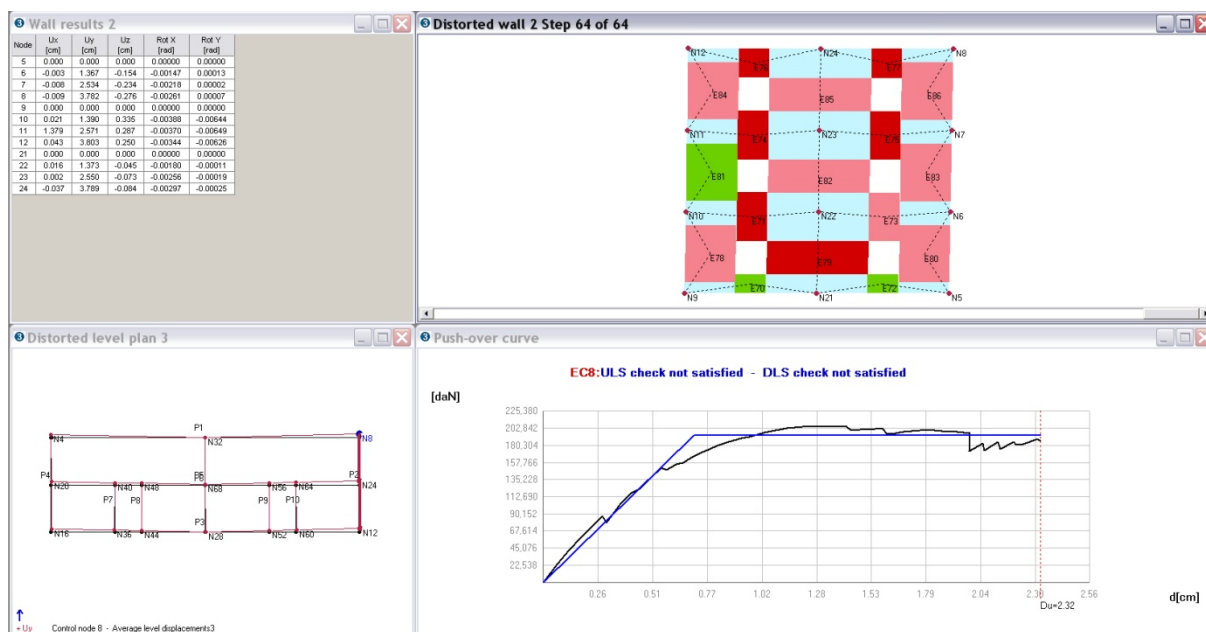 Wall results 2
Node Ux [cm] Uy [cm] Uz [cm] Rot X [rad] Rot Y [rad]
5 0.000 0.000 0.000 0.00000 0.00000
6 -0.003 1.367 -0.154 -0.00147 0.00013
7 -0.008 2.534 -0.234 -0.00218 0.00002
8 -0.009 3.782 -0.276 -0.00261 0.00007
9 0.000 0.000 0.000 0.00000 0.00000
10 0.021 1.390 0.335 -0.00388 -0.00644
11 1.379 2.571 0.287 -0.00370 -0.00649
12 0.043 3.803 0.250 -0.00344 -0.00626
21 0.000 0.000 0.000 0.00000 0.00000
22 0.016 1.373 -0.045 -0.00180 -0.00011
23 0.002 2.550 -0.073 -0.00256 -0.00019
24 -0.037 3.789 -0.084 -0.00297 -0.00025
Distorted wall 2 Step 64 of 64
N12 N24 N8
E76 E77
E84 E85 E86
N11 E74 N23 E75 N7
E81 E82 E83
N10 E71 N22 E73 N6
E78 E79 E80
E70 E72
N9 N21 N5
Distorted level plan 3
P1
N4 N32 N8
P4 P5 P2
P6
N20 N40 N48 N68 N56 N64 N24
P7 P8 P9 P10
P3
N16 N36 N44 N28 N52 N60 N12
+ Uy Control node 8 - Average level displacements3
Push-over curve
EC8:ULS check not satisfied - DLS check not satisfied
[daN]
225,380
202,842
180,304
157,766
135,228
112,690
90,152
67,614
45,076
22,538
0.26 0.51 0.77 1.02 1.28 1.53 1.79 2.04 2.30 2.56
Du=2.32
d[cm]